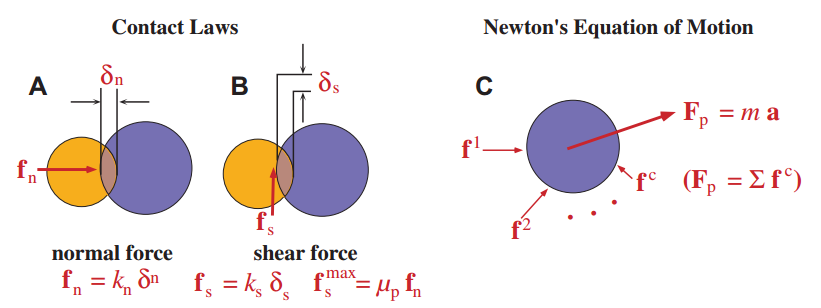 Contact Laws
Newton's Equation of Motion
A
δn
B
δs
C
fn
fs
f1
f2
fc
Fp = m a
(Fp = Σ fc)
normal force
fn = kn δn
shear force
fs = ks δs fsmax = μp fn